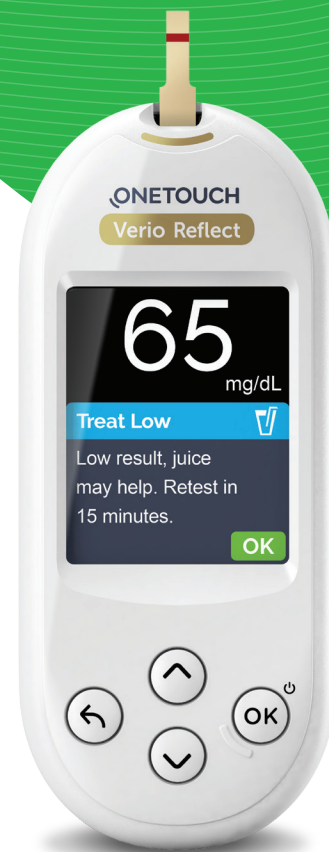 ONETOUCH
Verio Reflect
65
mg/dL
Treat Low
Low result, juice
may help. Retest in
15 minutes.
OK
OK